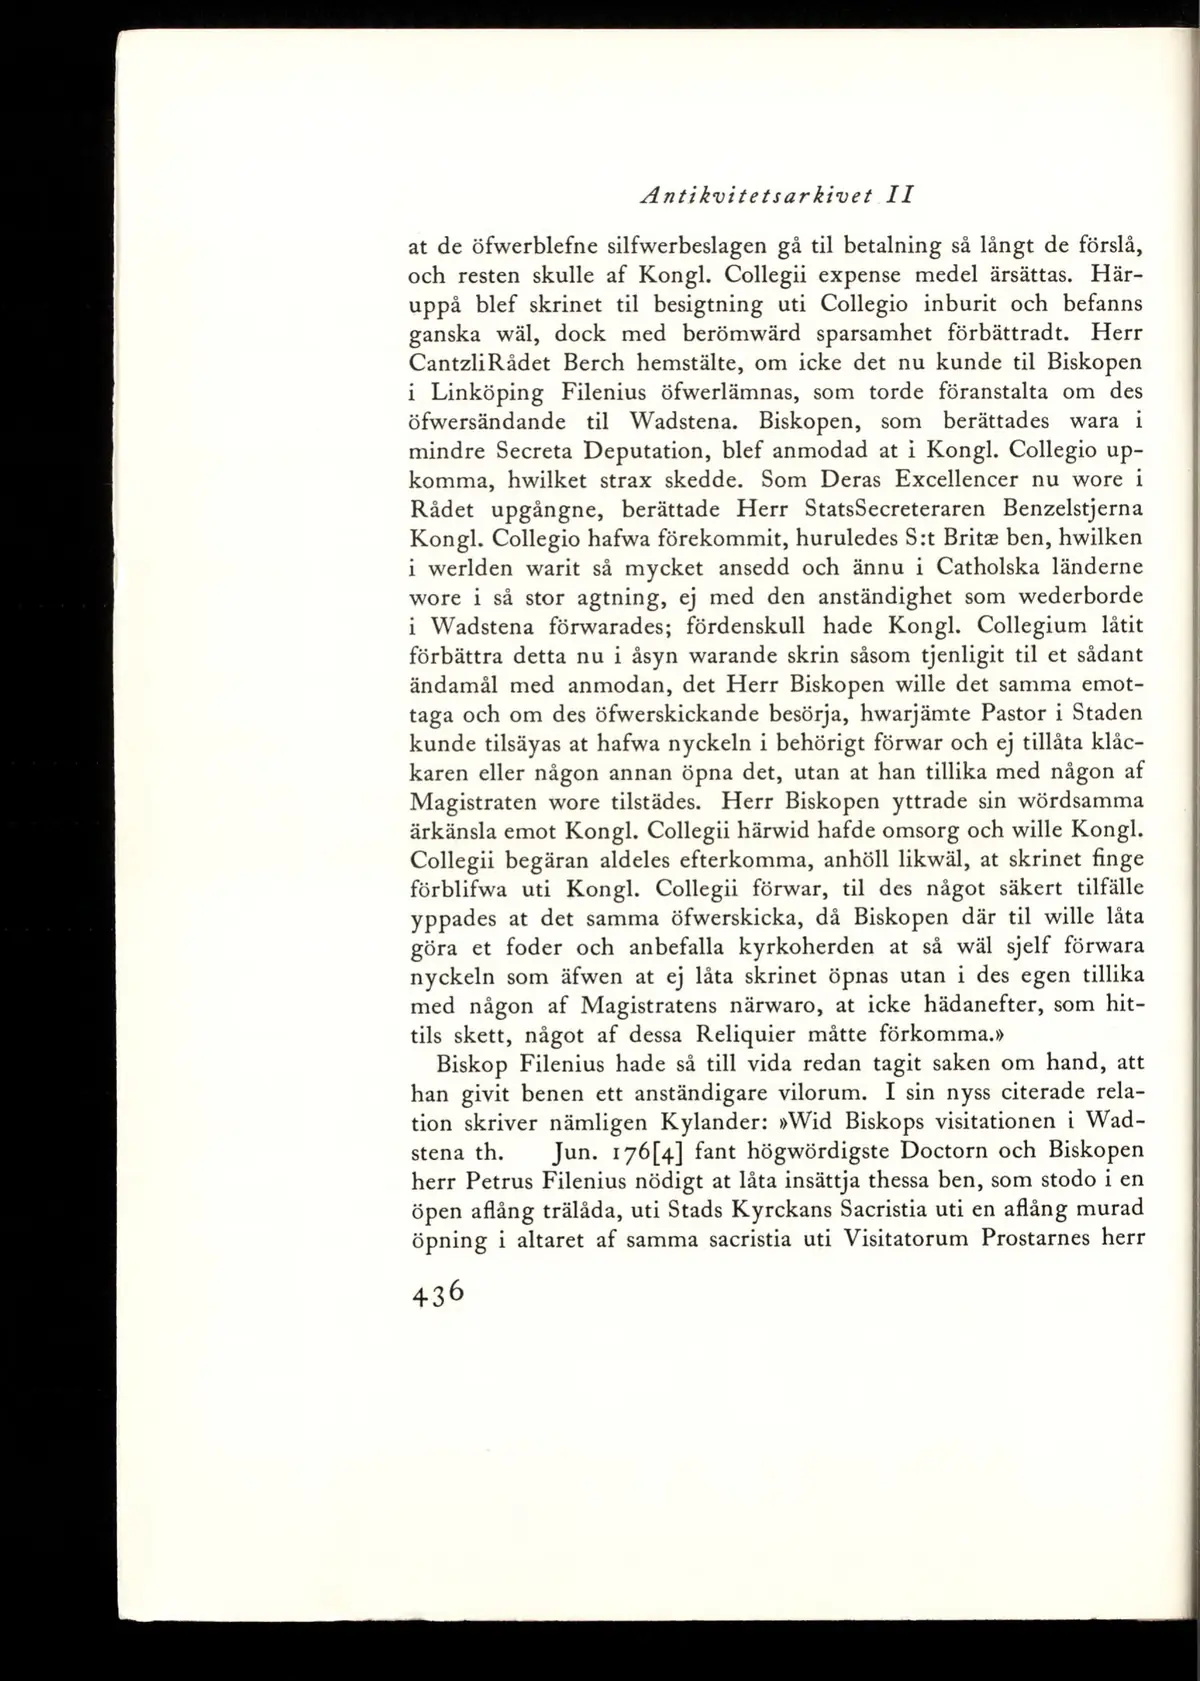 Antikvitetsarkivet II
at de öfwerblefne silfwerbeslagen gå til betalning så långt de förslå,
och resten skulle af Kongl. Collegii expense medel ärsättas. Här-
uppå blef skrinet til besigtning uti Collegio inburit och befanns
ganska wäl, dock med berömwärd sparsamhet förbättradt. Herr
CantzliRådet Berch hemstälte, om icke det nu kunde til Biskopen
i Linköping Filenius öfwerlämnas, som torde föranstalta om des
öfwersändande til Wadstena. Biskopen, som berättades wara i
mindre Secreta Deputation, blef anmodad at i Kongl. Collegio up-
komma, hwilket strax skedde. Som Deras Excellencer nu wore i
Rådet upgångne, berättade Herr StatsSecreteraren Benzelstjerna
Kongl. Collegio hafwa förekommit, huruledes S:t Britæ ben, hwilken
i werlden warit så mycket ansedd och ännu i Catholska länderne
wore i så stor agtning, ej med den anständighet som wederborde
i Wadstena förwarades; fördenskull hade Kongl. Collegium låtit
förbättra detta nu i åsyn warande skrin såsom tjenligit til et sådant
ändamål med anmodan, det Herr Biskopen wille det samma emot-
taga och om des öfwerskickande besörja, hwarjämte Pastor i Staden
kunde tilsäyas at hafwa nyckeln i behörigt förwar och ej tillåta klåc-
karen eller någon annan öpna det, utan at han tillika med någon af
Magistraten wore tilstädes. Herr Biskopen yttrade sin wördsamma
ärkänsla emot Kongl. Collegii härwid hafde omsorg och wille Kongl.
Collegii begäran aldeles efterkomma, anhöll likwäl, at skrinet finge
förblifwa uti Kongl. Collegii förwar, til des något säkert tilfälle
yppades at det samma öfwerskicka, då Biskopen där til wille låta
göra et foder och anbefalla kyrkoherden at så wäl sjelf förwara
nyckeln som äfwen at ej låta skrinet öpnas utan i des egen tillika
med någon af Magistratens närwaro, at icke hädanefter, som hit-
tils skett, något af dessa Reliquier måtte förkomma.»
Biskop Filenius hade så till vida redan tagit saken om hand, att
han givit benen ett anständigare vilorum. I sin nyss citerade rela-
tion skriver nämligen Kylander: »Wid Biskops visitationen i Wad-
stena th. Jun. 176[4] fant högwördigste Doctorn och Biskopen
herr Petrus Filenius nödigt at låta insättja thessa ben, som stodo i en
öpen aflång trälåda, uti Stads Kyrckans Sacristia uti en aflång murad
öpning i altaret af samma sacristia uti Visitatorum Prostarnes herr
436